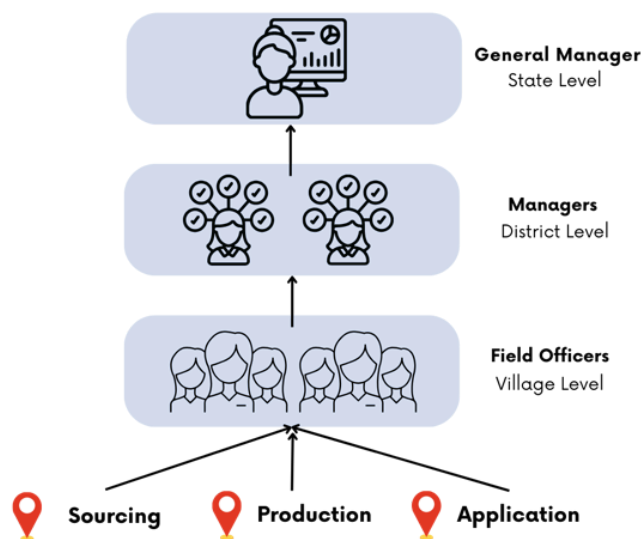 General Manager
State Level
Managers
District Level
Field Officers
Village Level
Sourcing
Production
Application